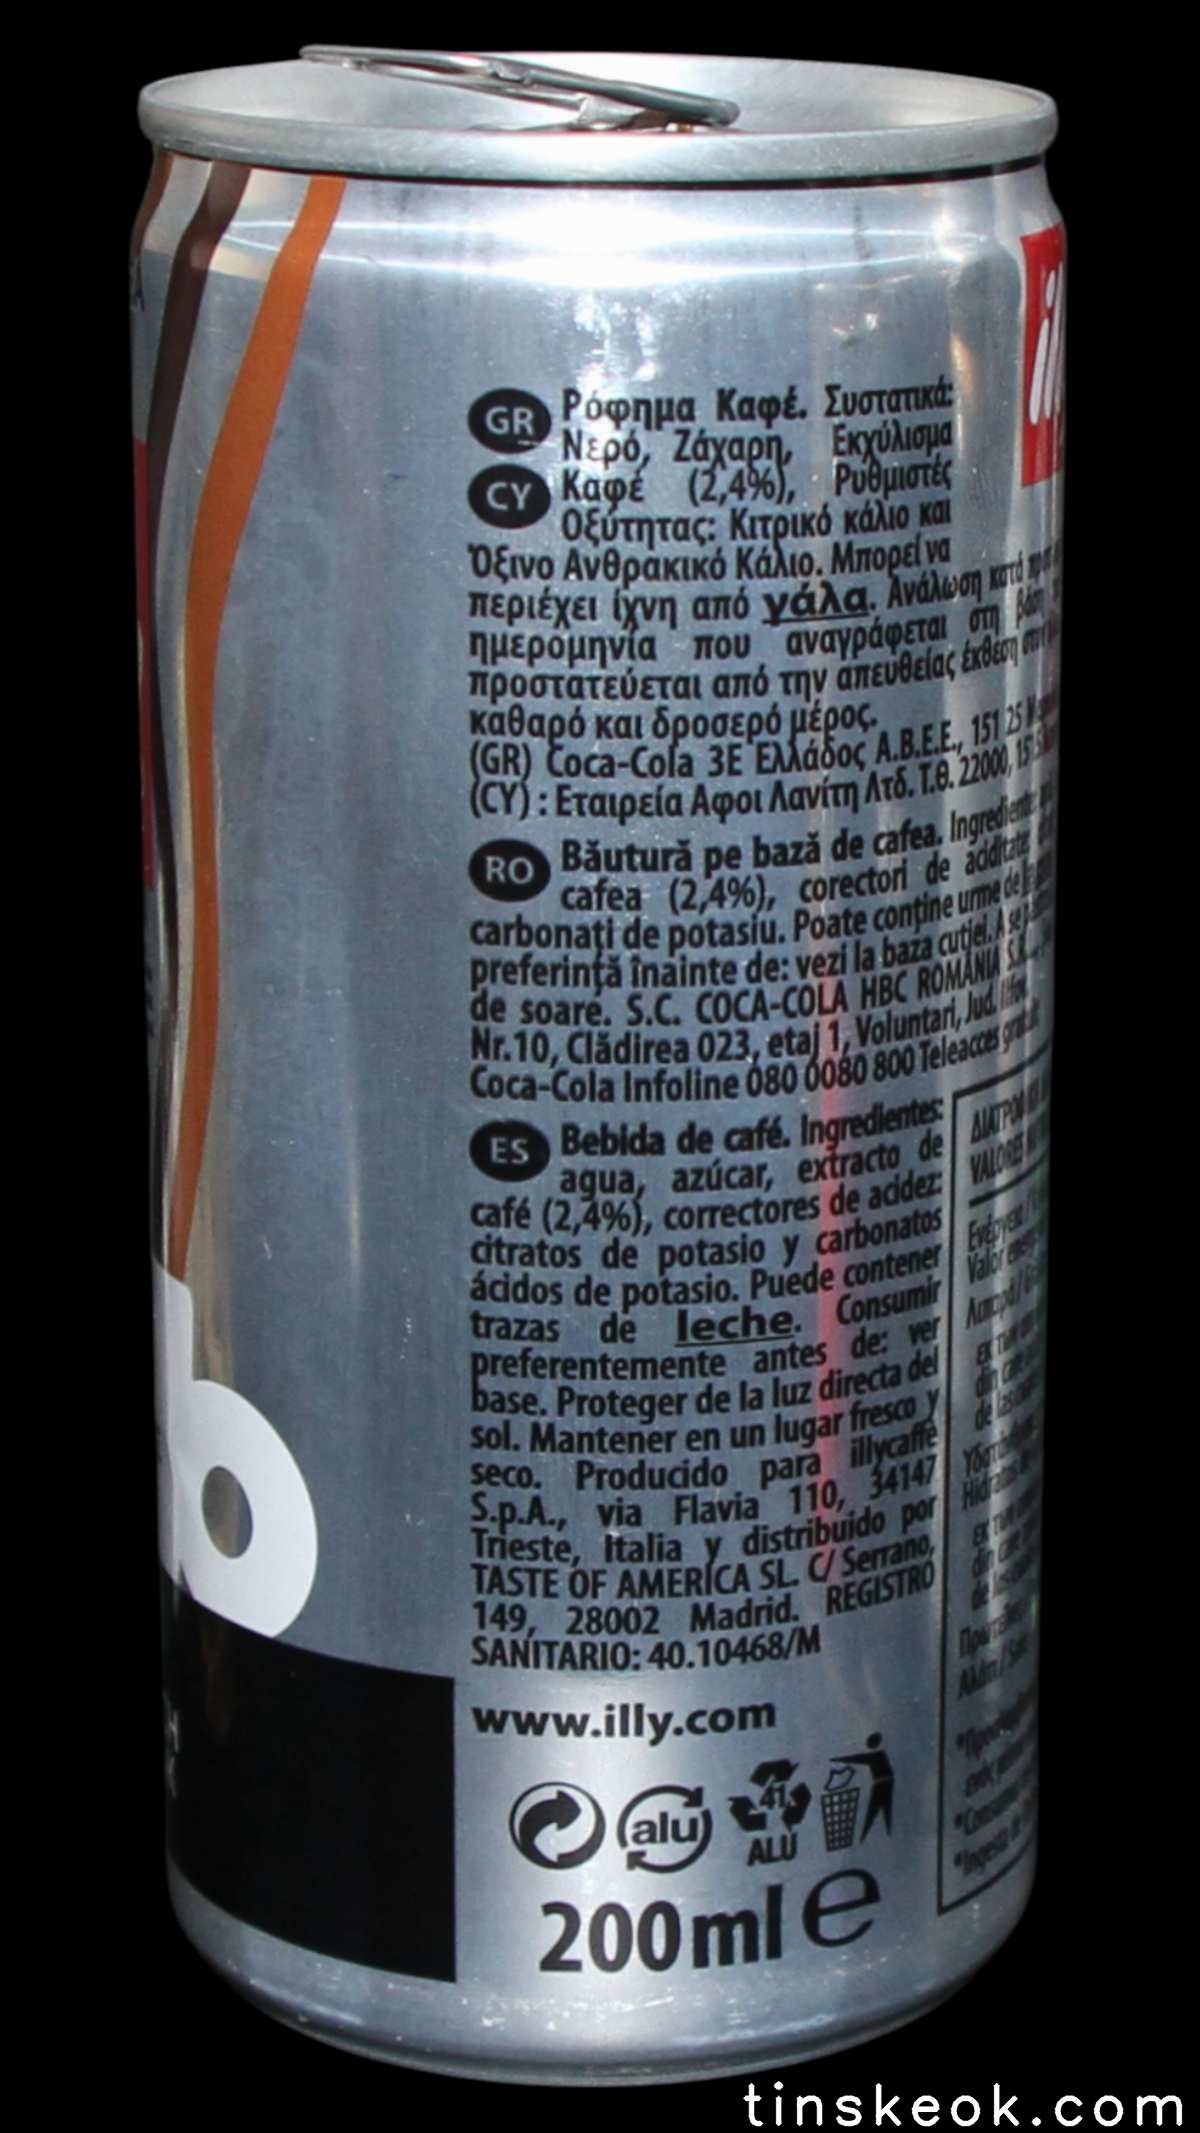 GR Ρόφημα Καφέ. Συστατικά:
Νερό, Ζάχαρη, Εκχύλισμα
CY Καφέ (2,4%), Ρυθμιστές
Οξύτητας: Κιτρικό κάλιο και
Όξινο Ανθρακικό Κάλιο. Μπορεί να
περιέχει ίχνη από γάλα. Ανάλωση κατά
ημερομηνία που αναγράφεται στη βάση
προστατεύεται από την απευθείας έκθεση στον
καθαρό και δροσερό μέρος.
(GR) Coca-Cola 3E Ελλάδος Α.Β.Ε.Ε., 151 25
(CY) : Εταιρεία Αφοι Λανίτη Λτδ. Τ.Θ. 22000,
RO Băutură pe bază de cafea.
cafea (2,4%), corectori de aciditate:
carbonați de potasiu. Poate conține urme de
preferință înainte de: vezi la baza cutiei. A se
de soare. S.C. COCA-COLA HBC ROMÂNIA
Nr.10, Clădirea 023, etaj 1, Voluntari, Jud. Ilfov.
Coca-Cola Infoline 080 0080 800 Teleacces gratuit
ES Bebida de café. Ingredientes:
agua, azúcar, extracto de
café (2,4%), correctores de acidez:
citratos de potasio y carbonatos
ácidos de potasio. Puede contener
trazas de leche. Consumir
preferentemente antes de: ver
base. Proteger de la luz directa del
sol. Mantener en un lugar fresco y
seco. Producido para illycaffè
S.p.A., via Flavia 110, 34147
Trieste, Italia y distribuido por
TASTE OF AMERICA SL. C/ Serrano,
149, 28002 Madrid. REGISTRO
SANITARIO: 40.10468/M
www.illy.com
alu
41
ALU
200ml e
VALORES
Valor
tinskeok.com